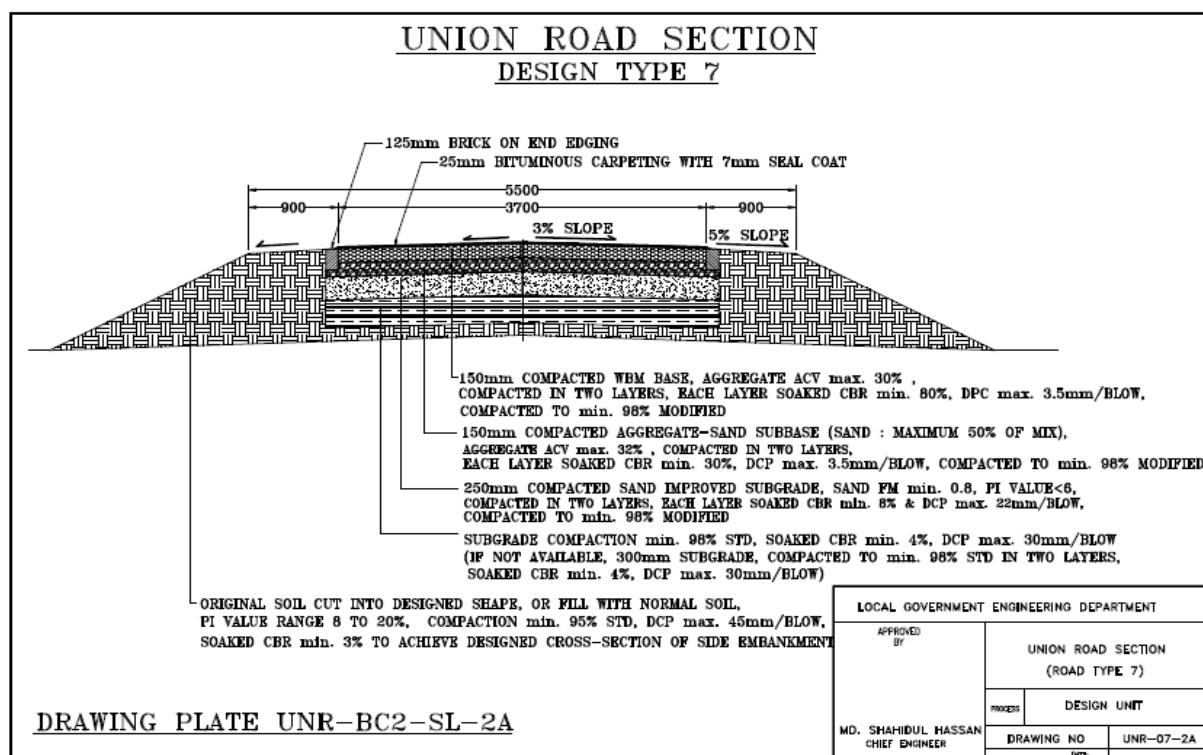 UNION ROAD SECTION
DESIGN TYPE 7
125mm BRICK ON END EDGING
25mm BITUMINOUS CARPETING WITH 7mm SEAL COAT
5500
900 3700 900
3% SLOPE
5% SLOPE
150mm COMPACTED WBM BASE, AGGREGATE ACV max. 30% ,
COMPACTED IN TWO LAYERS, EACH LAYER SOAKED CBR min. 80%, DPC max. 3.5mm/BLOW,
COMPACTED TO min. 98% MODIFIED
150mm COMPACTED AGGREGATE-SAND SUBBASE (SAND : MAXIMUM 50% OF MIX),
AGGREGATE ACV max. 32% , COMPACTED IN TWO LAYERS,
EACH LAYER SOAKED CBR min. 30%, DCP max. 3.5mm/BLOW, COMPACTED TO min. 98% MODIFIED
250mm COMPACTED SAND IMPROVED SUBGRADE, SAND FM min. 0.8, PI VALUE<6,
COMPACTED IN TWO LAYERS, EACH LAYER SOAKED CBR min. 8% & DCP max. 22mm/BLOW,
COMPACTED TO min. 98% MODIFIED
SUBGRADE COMPACTION min. 98% STD, SOAKED CBR min. 4%, DCP max. 30mm/BLOW
(IF NOT AVAILABLE, 300mm SUBGRADE, COMPACTED TO min. 98% STD IN TWO LAYERS,
SOAKED CBR min. 4%, DCP max. 30mm/BLOW)
ORIGINAL SOIL CUT INTO DESIGNED SHAPE, OR FILL WITH NORMAL SOIL,
PI VALUE RANGE 8 TO 20%, COMPACTION min. 95% STD, DCP max. 45mm/BLOW,
SOAKED CBR min. 3% TO ACHIEVE DESIGNED CROSS-SECTION OF SIDE EMBANKMENT
DRAWING PLATE UNR-BC2-SL-2A
LOCAL GOVERNMENT ENGINEERING DEPARTMENT
APPROVED
BY
MD. SHAHIDUL HASSAN
CHIEF ENGINEER
UNION ROAD SECTION
(ROAD TYPE 7)
PROCESS DESIGN UNIT
DRAWING NO UNR-07-2A